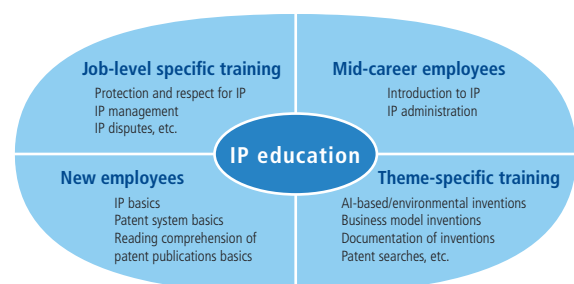 Job-level specific training
Protection and respect for IP
IP management
IP disputes, etc.
Mid-career employees
Introduction to IP
IP administration
IP education
New employees
IP basics
Patent system basics
Reading comprehension of
patent publications basics
Theme-specific training
AI-based/environmental inventions
Business model inventions
Documentation of inventions
Patent searches, etc.